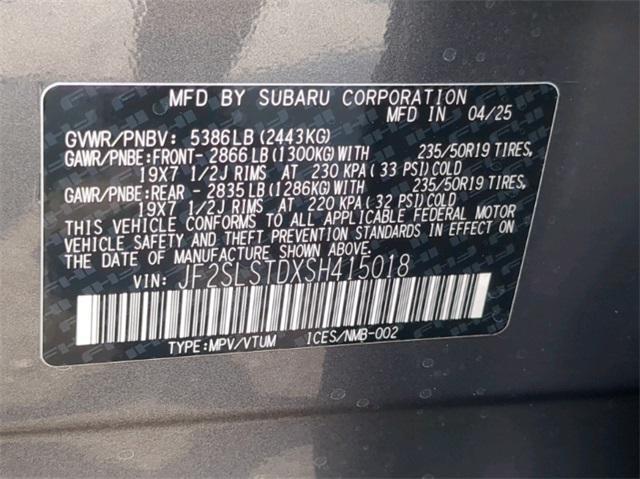 MFD BY SUBARU CORPORATION
MFD IN 04/25
GVWR/PNBV: 5386LB(2443KG)
GAWR/PNBE:FRONT- 2866LB(1300KG)WITH 235/50R19 TIRES,
19X7 1/2J RIMS AT 230 KPA( 33 PSI)COLD
GAWR/PNBE:REAR - 2835LB(1286KG)WITH 235/50R19 TIRES,
19X7 1/2J RIMS AT 220 KPA( 32 PSI)COLD
THIS VEHICLE CONFORMS TO ALL APPLICABLE FEDERAL MOTOR
VEHICLE SAFETY AND THEFT PREVENTION STANDARDS IN EFFECT ON
THE DATE OF MANUFACTURE SHOWN ABOVE.
VIN: JF2SLSTDXSH415018
TYPE:MPV/VTUM ICES/NMB-002